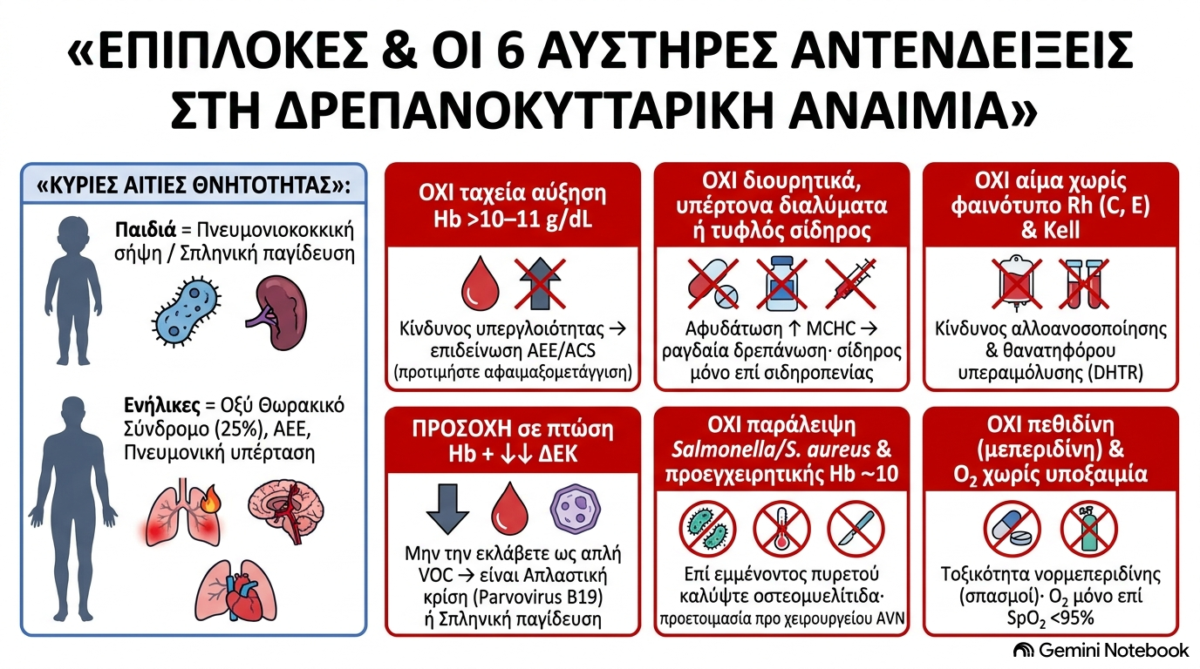 «ΕΠΙΠΛΟΚΕΣ & ΟΙ 6 ΑΥΣΤΗΡΕΣ ΑΝΤΕΝΔΕΙΞΕΙΣ
ΣΤΗ ΔΡΕΠΑΝΟΚΥΤΤΑΡΙΚΗ ΑΝΑΙΜΙΑ»
«ΚΥΡΙΕΣ ΑΙΤΙΕΣ ΘΝΗΤΟΤΗΤΑΣ»:
Παιδιά = Πνευμονιοκοκκική
σήψη / Σπληνική παγίδευση
Ενήλικες = Οξύ Θωρακικό
Σύνδρομο (25%), ΑΕΕ,
Πνευμονική υπέρταση
ΟΧΙ ταχεία αύξηση
Hb >10–11 g/dL
Κίνδυνος υπεργλοιότητας →
επιδείνωση ΑΕΕ/ACS
(προτιμήστε αφαιμαξομετάγγιση)
ΟΧΙ διουρητικά,
υπέρτονα διαλύματα
ή τυφλός σίδηρος
Αφυδάτωση ↑ MCHC →
ραγδαία δρεπάνωση· σίδηρος
μόνο επί σιδηροπενίας
ΟΧΙ αίμα χωρίς
φαινότυπο Rh (C, E)
& Kell
Κίνδυνος αλλοανοσοποίησης
& θανατηφόρου
υπεραιμόλυσης (DHTR)
ΠΡΟΣΟΧΗ σε πτώση
Hb + ↓↓ ΔΕΚ
Μην την εκλάβετε ως απλή
VOC → είναι Απλαστική
κρίση (Parvovirus B19)
ή Σπληνική παγίδευση
ΟΧΙ παράλειψη
Salmonella/S. aureus &
προεγχειρητικής Hb ~10
Επί εμμένοντος πυρετού
καλύψτε οστεομυελίτιδα·
προετοιμασία προ χειρουργείου AVN
ΟΧΙ πεθιδίνη
(μεπεριδίνη) &
O₂ χωρίς υποξαιμία
Τοξικότητα νορμεπεριδίνης
(σπασμοί)· O₂ μόνο επί
SpO₂ <95%
Gemini Notebook